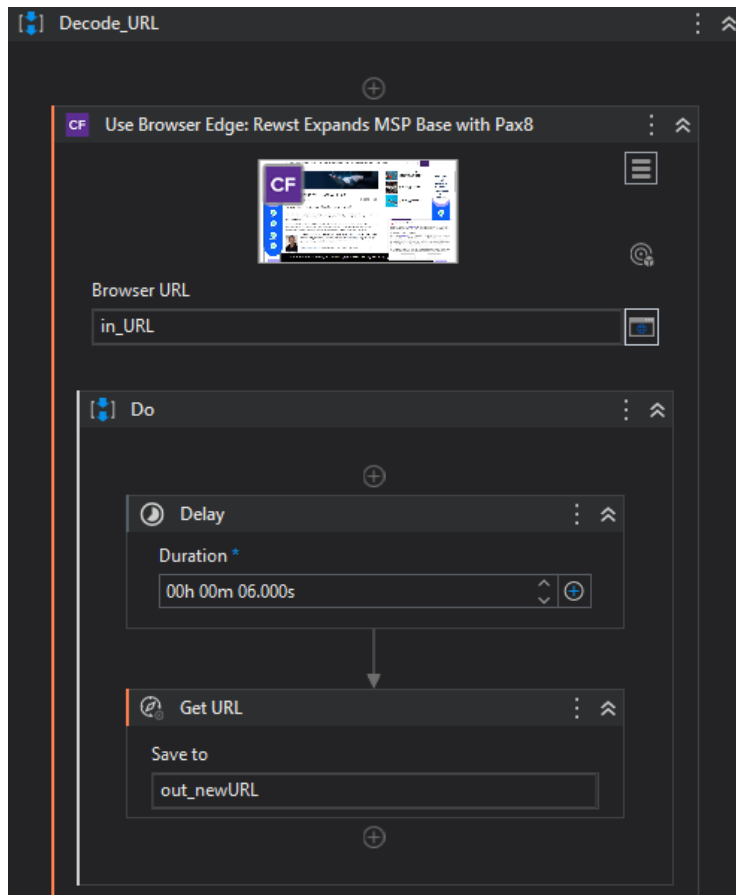 Decode_URL
CF Use Browser Edge: Rewst Expands MSP Base with Pax8
CF
Browser URL
in_URL
Do
Delay
Duration *
00h 00m 06.000s
Get URL
Save to
out_newURL